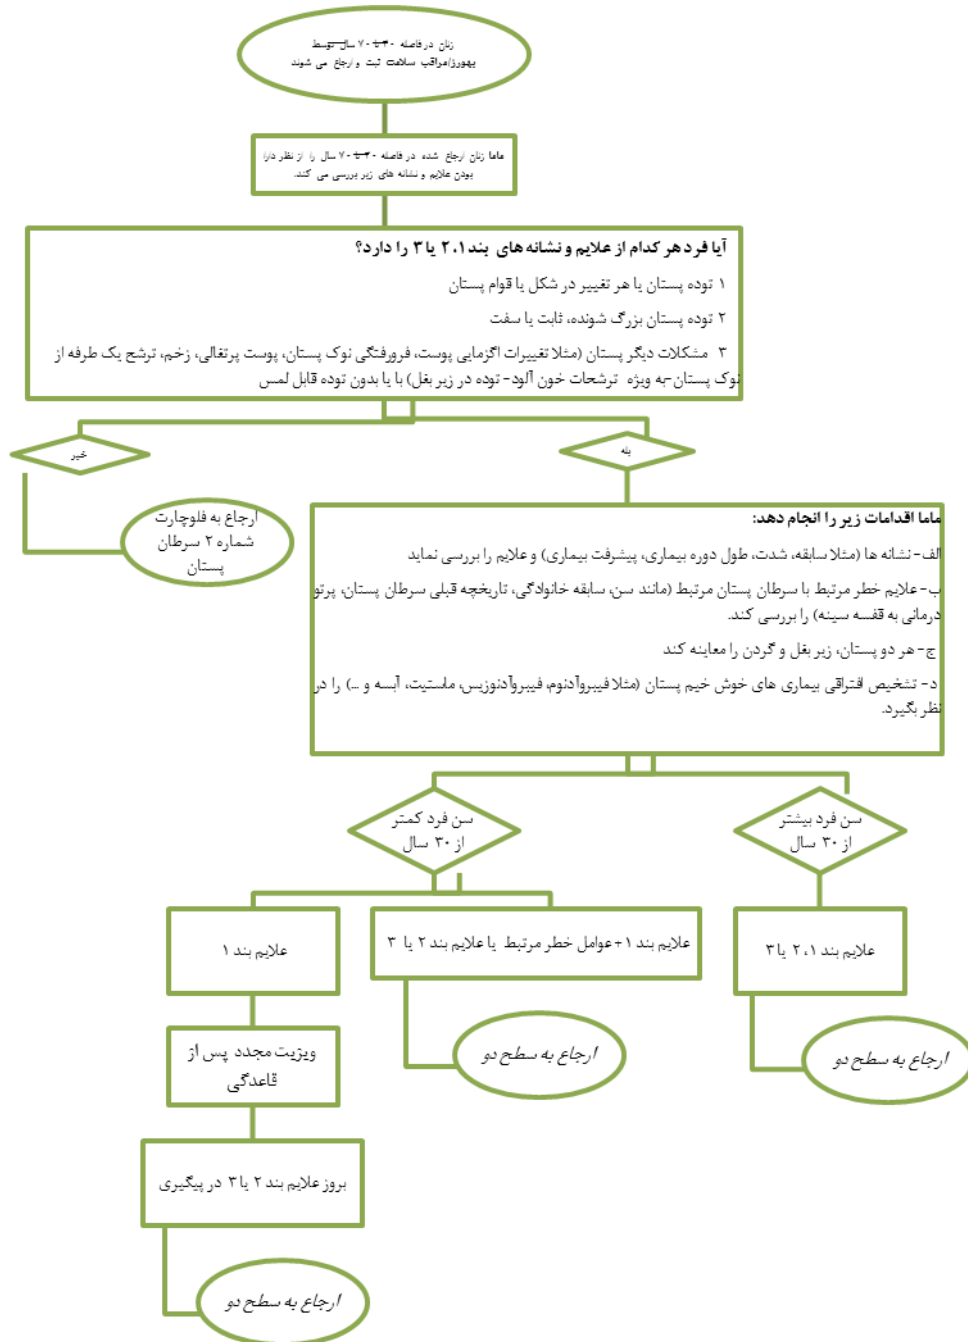 زنان در فاصله ۳۰ تا ۷۰ سال توسط
بهورز/مراقب سلامت ثبت و ارجاع می شوند
ماما زنان ارجاع شده در فاصله ۳۰ تا ۷۰ سال را از نظر دارا
بودن علایم و نشانه های زیر بررسی می کند.
آیا فرد هر کدام از علایم و نشانه های بند ۱، ۲ یا ۳ را دارد؟
۱ توده پستان یا هر تغییر در شکل یا قوام پستان
۲ توده پستان بزرگ شونده، ثابت یا سفت
۳ مشکلات دیگر پستان (مثلا تغییرات اگزمایی پوست، فرورفتگی نوک پستان، پوست پرتغالی، زخم، ترشح یک طرفه از
نوک پستان-به ویژه ترشحات خون آلود- توده در زیر بغل) با یا بدون توده قابل لمس
خیر
بله
ارجاع به فلوچارت
شماره ۲ سرطان
پستان
ماما اقدامات زیر را انجام دهد:
الف- نشانه ها (مثلا سابقه، شدت، طول دوره بیماری، پیشرفت بیماری) و علایم را بررسی نماید
ب- علایم خطر مرتبط با سرطان پستان مرتبط (مانند سن، سابقه خانوادگی، تاریخچه قبلی سرطان پستان، پرتو
درمانی به قفسه سینه) را بررسی کند.
ج- هر دو پستان، زیر بغل و گردن را معاینه کند
د- تشخیص افتراقی بیماری های خوش خیم پستان (مثلا فیبروآدنوم، فیبروآدنوزیس، ماستیت، آبسه و ...) را در
نظر بگیرد.
سن فرد بیشتر
از ۳۰ سال
سن فرد کمتر
از ۳۰ سال
علایم بند ۱، ۲ یا ۳
علایم بند ۱ + عوامل خطر مرتبط یا علایم بند ۲ یا ۳
علایم بند ۱
ارجاع به سطح دو
ارجاع به سطح دو
ویزیت مجدد پس از
قاعدگی
بروز علایم بند ۲ یا ۳ در پیگیری
ارجاع به سطح دو